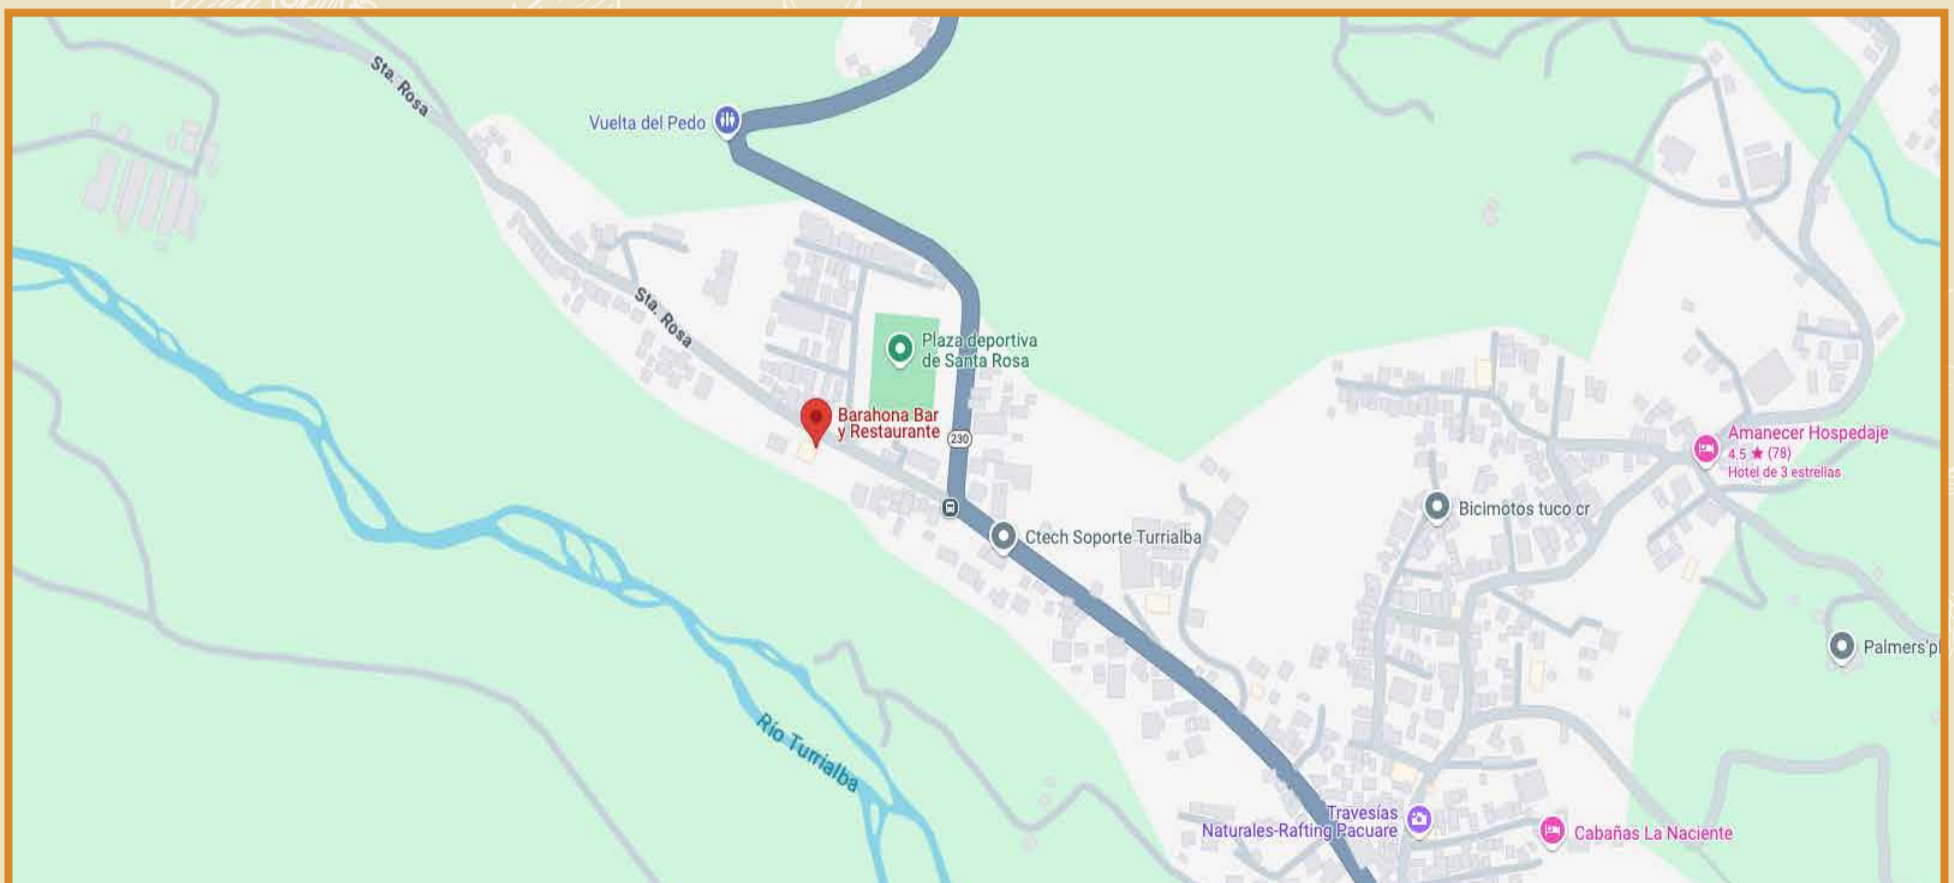 Sta. Rosa
Vuelta del Pedo
Sta. Rosa
Plaza deportiva
de Santa Rosa
Barahona Bar
y Restaurante
230
Amanecer Hospedaje
4,5 ★ (78)
Hotel de 3 estrellas
Bicimotos tuco cr
Ctech Soporte Turrialba
Palmers'pl
Río Turrialba
Travesías
Naturales-Rafting Pacuare
Cabañas La Naciente